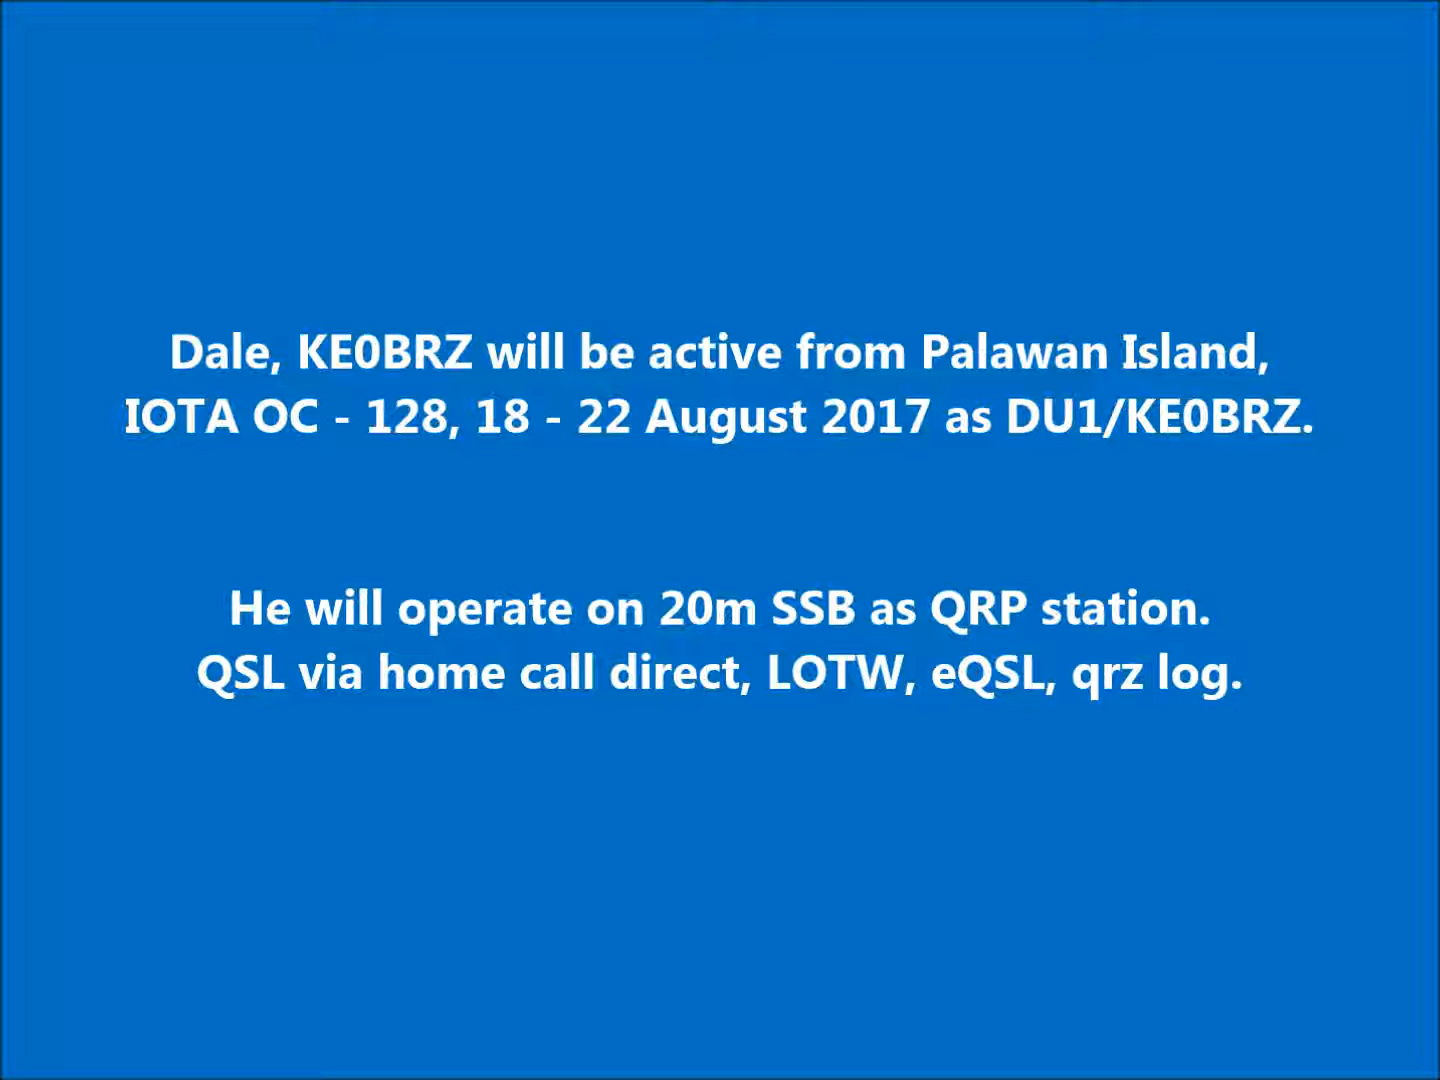 Dale, KE0BRZ will be active from Palawan Island,
IOTA OC - 128, 18 - 22 August 2017 as DU1/KE0BRZ.
He will operate on 20m SSB as QRP station.
QSL via home call direct, LOTW, eQSL, qrz log.